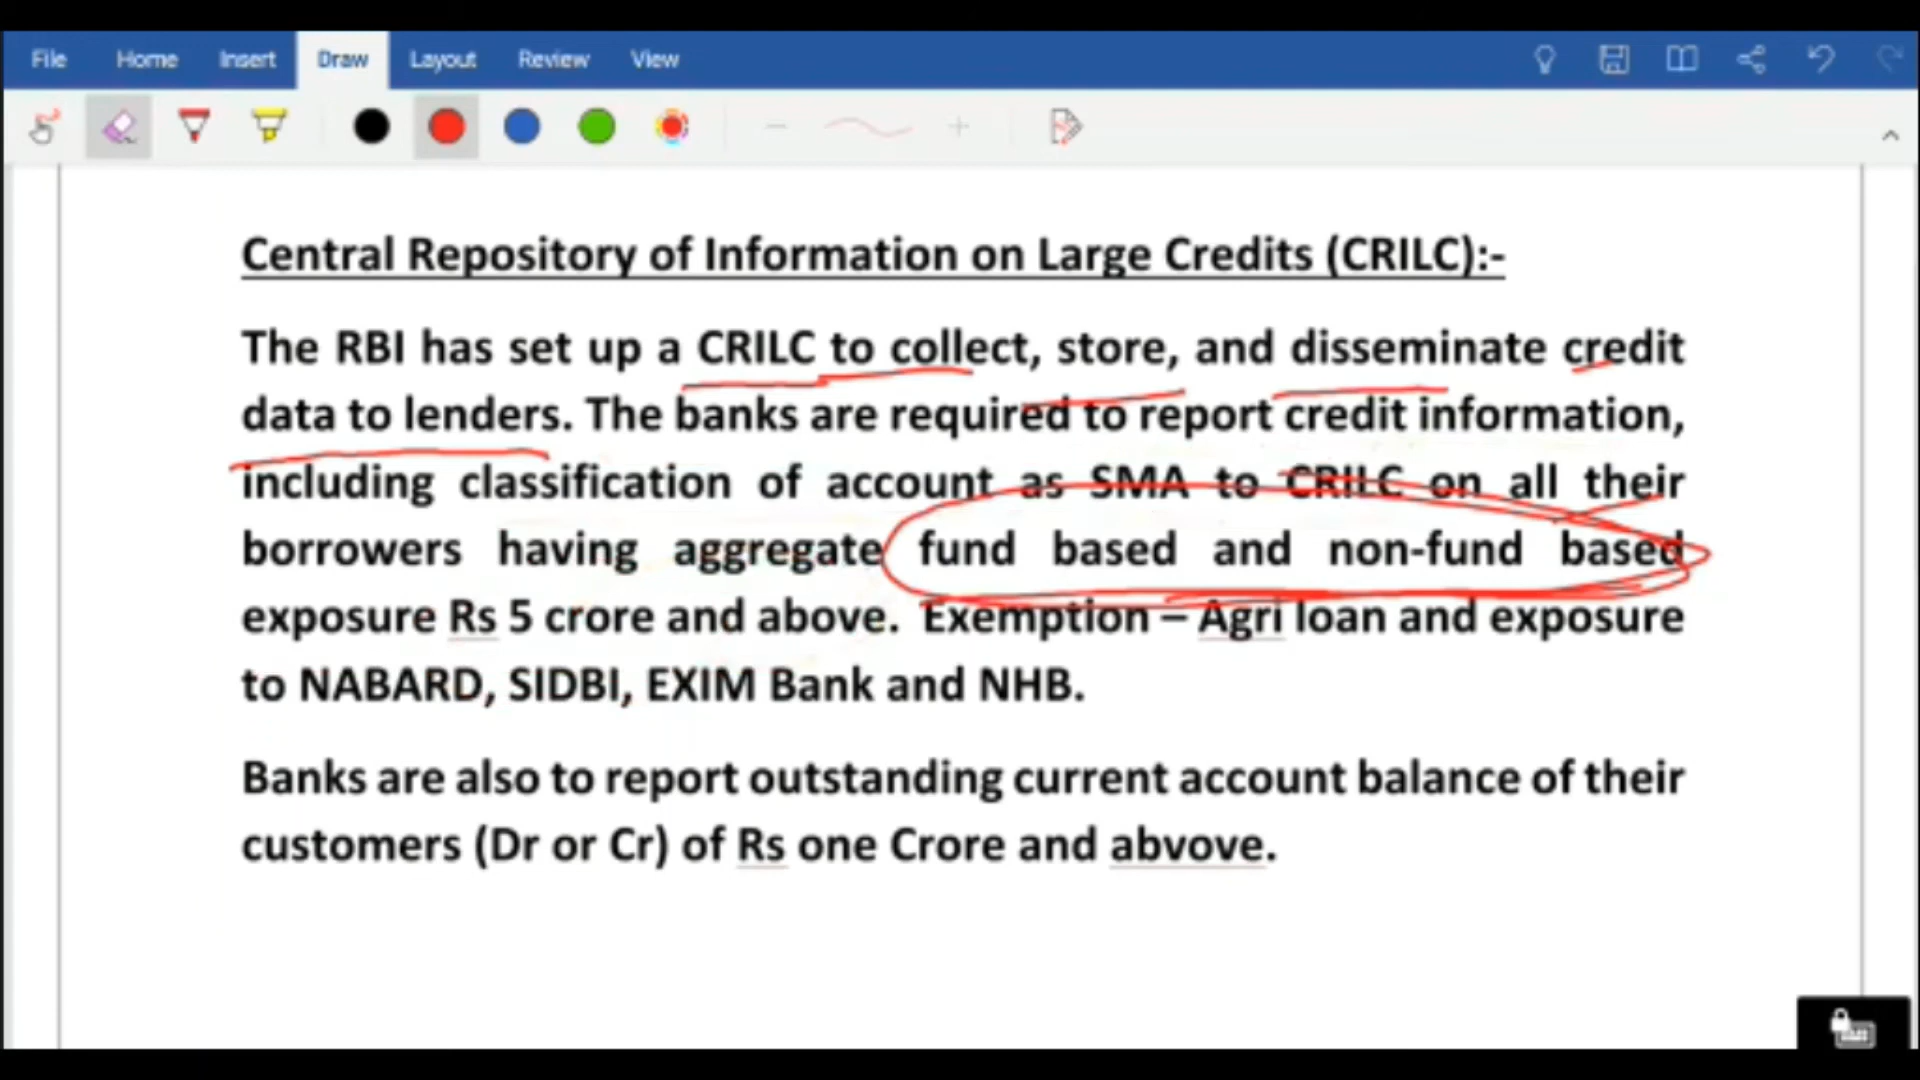 File Home Insert Draw Layout Review View
Central Repository of Information on Large Credits (CRILC):-
The RBI has set up a CRILC to collect, store, and disseminate credit
data to lenders. The banks are required to report credit information,
including classification of account as SMA to CRILC on all their
borrowers having aggregate fund based and non-fund based
exposure Rs 5 crore and above. Exemption – Agri loan and exposure
to NABARD, SIDBI, EXIM Bank and NHB.
Banks are also to report outstanding current account balance of their
customers (Dr or Cr) of Rs one Crore and abvove.